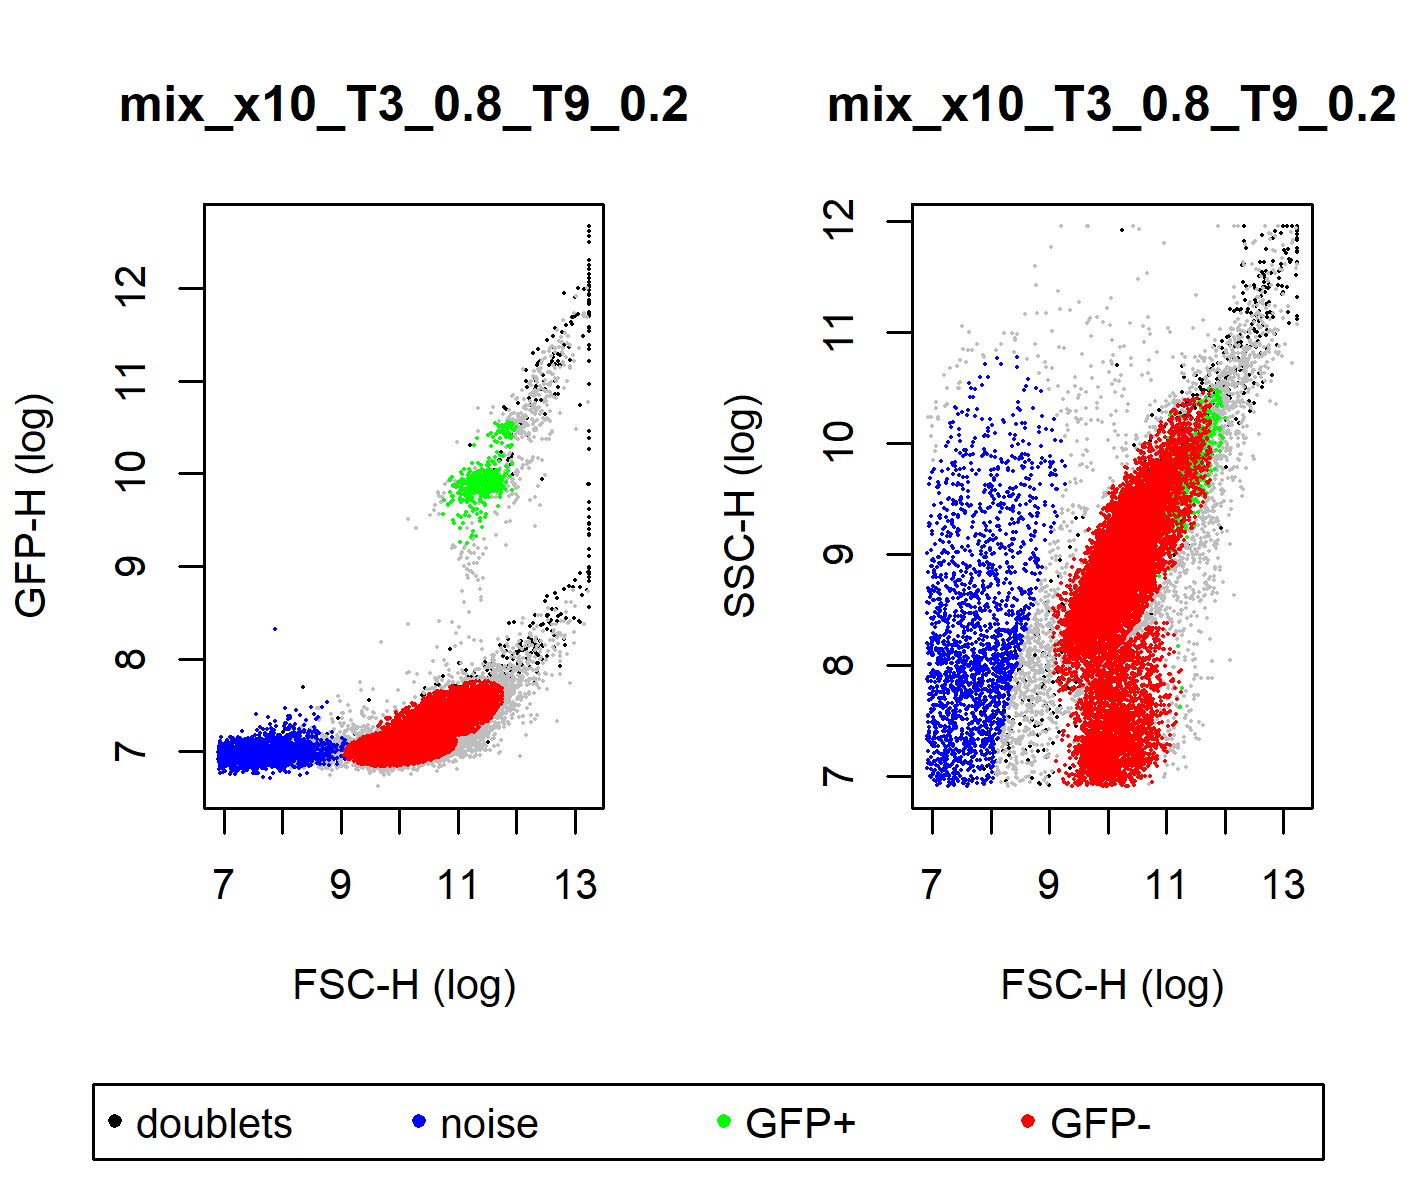 mix_x10_T3_0.8_T9_0.2
GFP-H (log)
12
11
10
9
8
7
7 9 11 13
FSC-H (log)
mix_x10_T3_0.8_T9_0.2
SSC-H (log)
12
11
10
9
8
7
7 9 11 13
FSC-H (log)
doublets noise GFP+ GFP-